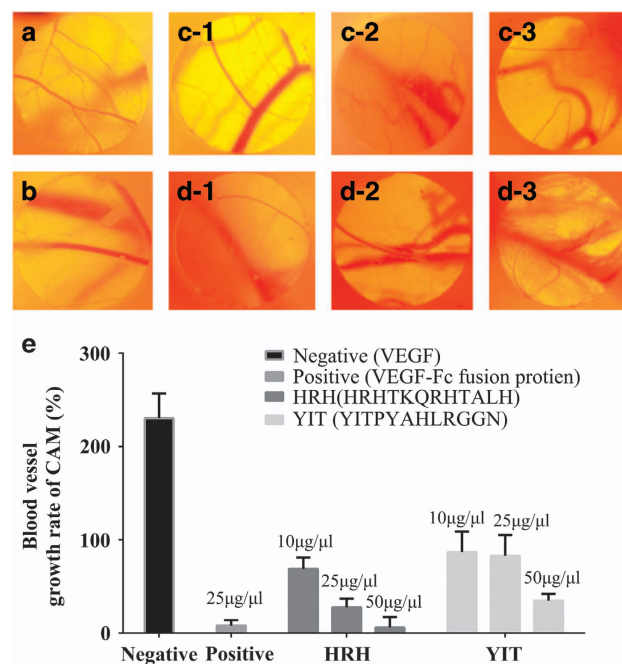 a
c-1
c-2
c-3
b
d-1
d-2
d-3
e
300
200
100
0
Blood vessel
growth rate of CAM (%)
Negative (VEGF)
Positive (VEGF-Fc fusion protien)
HRH(HRHTKQRHTALH)
YIT (YITPYAHLRGGN)
25μg/μl
10μg/μl
25μg/μl
50μg/μl
10μg/μl
25μg/μl
50μg/μl
Negative Positive HRH YIT